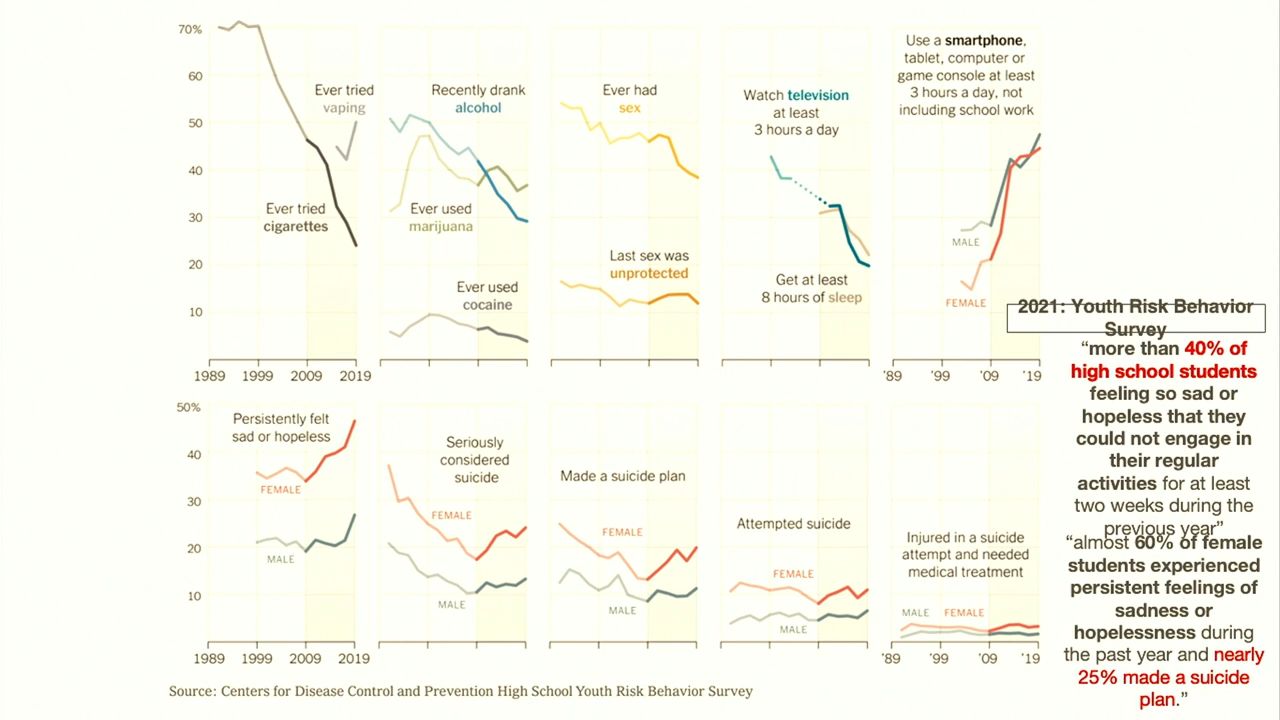 70%
60
50
40
30
20
10
Ever tried
vaping
Ever tried
cigarettes
1989 1999 2009 2019
Recently drank
alcohol
Ever used
marijuana
Ever used
cocaine
Ever had
sex
Last sex was
unprotected
Watch television
at least
3 hours a day
Get at least
8 hours of sleep
Use a smartphone,
tablet, computer or
game console at least
3 hours a day, not
including school work
MALE
FEMALE
'89 '99 '09 '19
50%
40
30
20
10
Persistently felt
sad or hopeless
FEMALE
MALE
1989 1999 2009 2019
Seriously
considered
suicide
FEMALE
MALE
Made a suicide plan
FEMALE
MALE
Attempted suicide
FEMALE
MALE
Injured in a suicide
attempt and needed
medical treatment
MALE FEMALE
'89 '99 '09 '19
Source: Centers for Disease Control and Prevention High School Youth Risk Behavior Survey
2021: Youth Risk Behavior
Survey
“more than 40% of
high school students
feeling so sad or
hopeless that they
could not engage in
their regular
activities for at least
two weeks during the
previous year”
“almost 60% of female
students experienced
persistent feelings of
sadness or
hopelessness during
the past year and nearly
25% made a suicide
plan.”